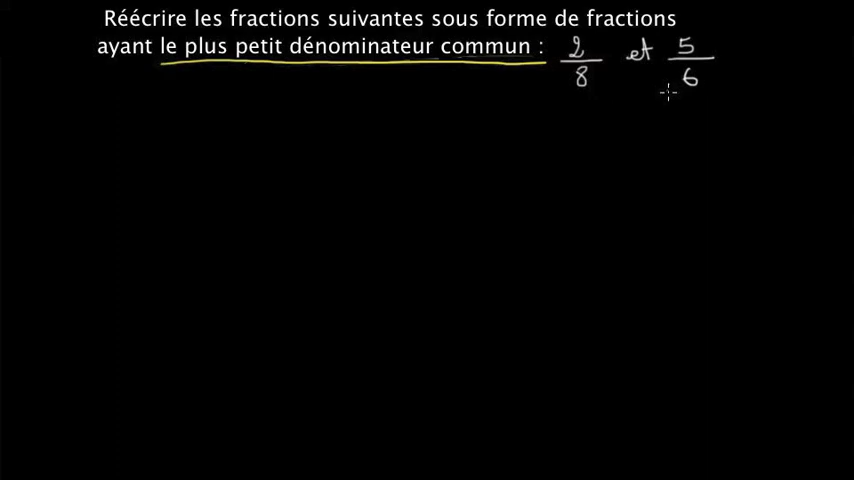 Réécrire les fractions suivantes sous forme de fractions
ayant le plus petit dénominateur commun : 2/8 et 5/6